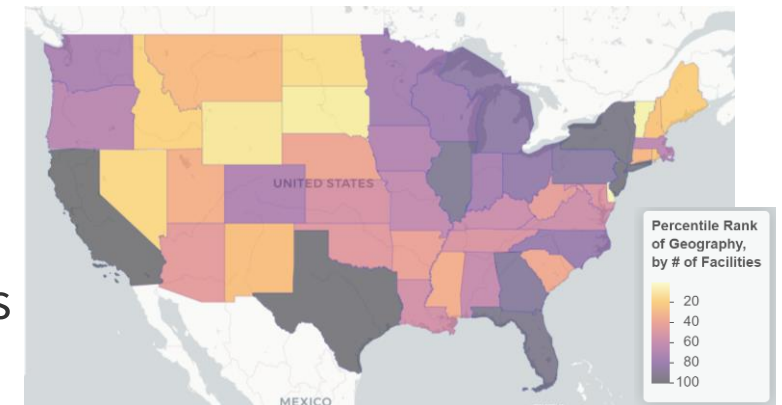 UNITED STATES
s
MEXICO
Percentile Rank
of Geography,
by # of Facilities
20
40
60
80
100